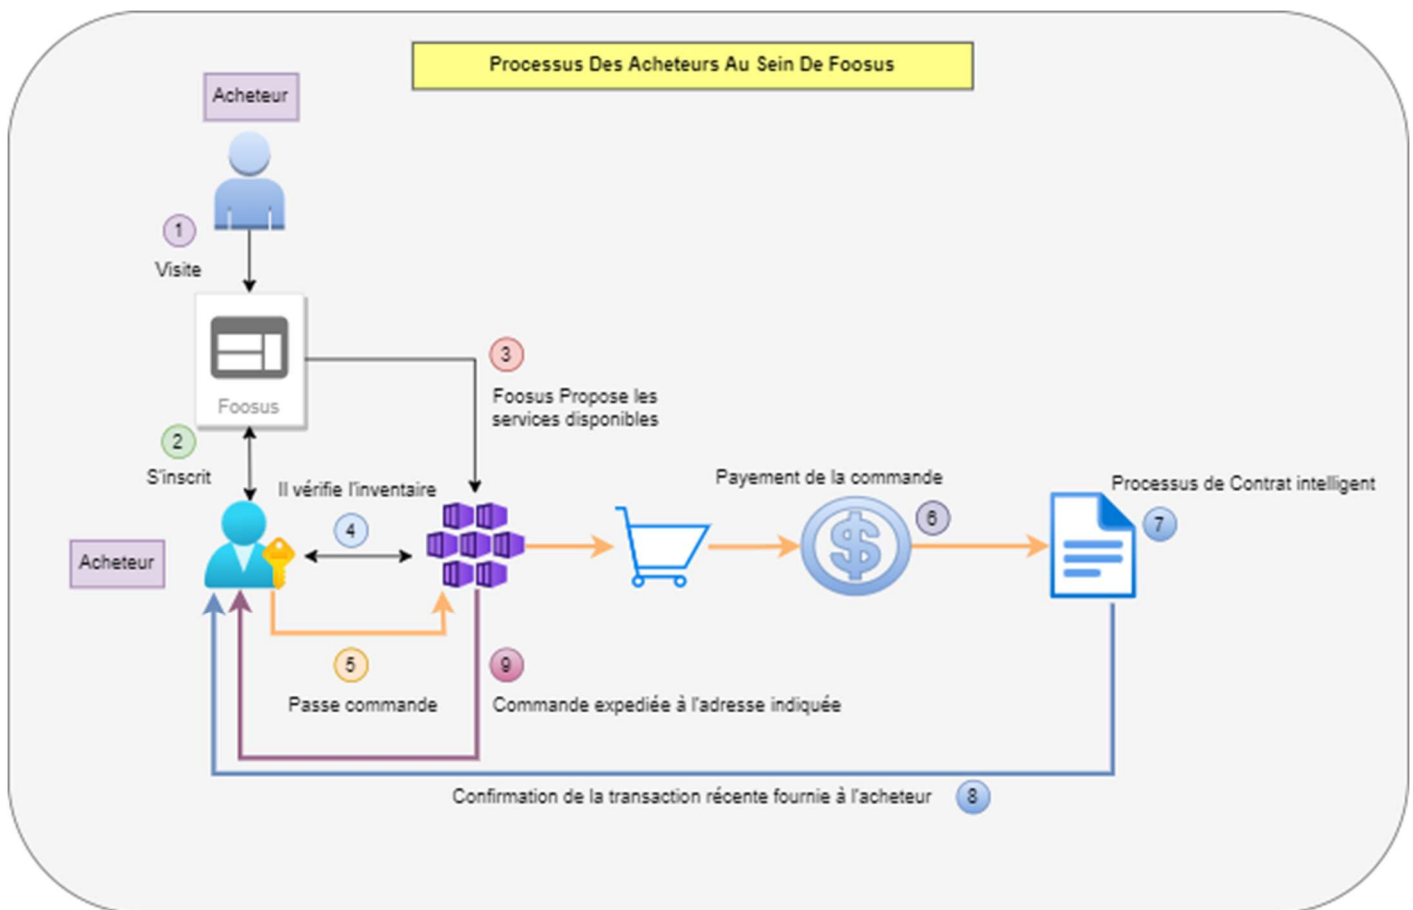 Processus Des Acheteurs Au Sein De Foosus
Acheteur
1
Visite
Foosus
2
S'inscrit
3
Foosus Propose les
services disponibles
Il vérifie l'inventaire
4
Acheteur
5
Passe commande
Payement de la commande
6
Processus de Contrat intelligent
7
9
Commande expediée à l'adresse indiquée
Confirmation de la transaction récente fournie à l'acheteur
8